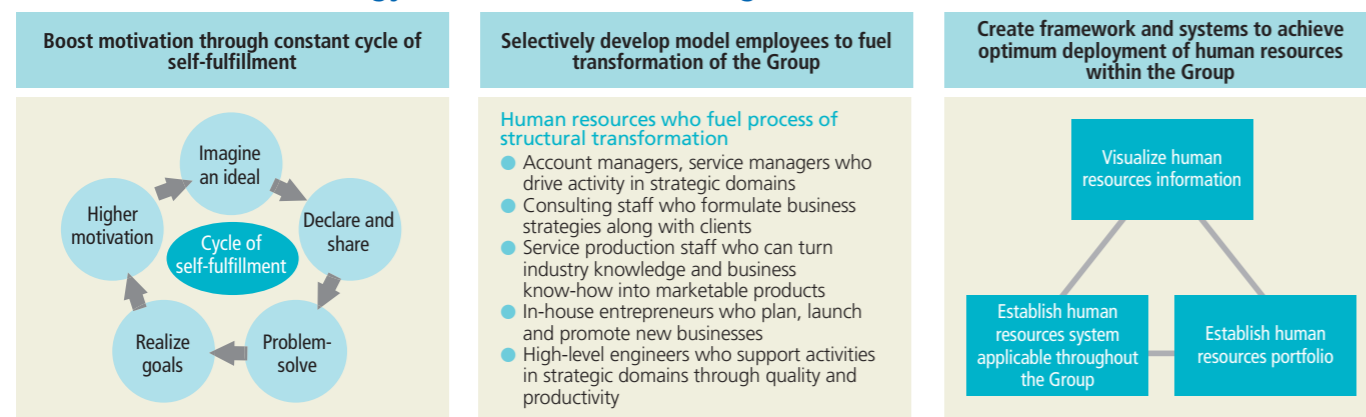 Boost motivation through constant cycle of
self-fulfillment
Imagine
an ideal
Declare and
share
Problem-
solve
Realize
goals
Higher
motivation
Cycle of
self-fulfillment
Selectively develop model employees to fuel
transformation of the Group
Human resources who fuel process of
structural transformation
● Account managers, service managers who
drive activity in strategic domains
● Consulting staff who formulate business
strategies along with clients
● Service production staff who can turn
industry knowledge and business
know-how into marketable products
● In-house entrepreneurs who plan, launch
and promote new businesses
● High-level engineers who support activities
in strategic domains through quality and
productivity
Create framework and systems to achieve
optimum deployment of human resources
within the Group
Visualize human
resources information
Establish human
resources system
applicable throughout
the Group
Establish human
resources portfolio